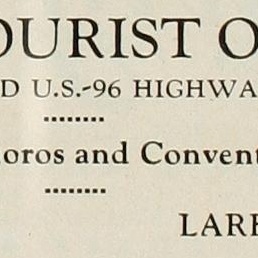 OURIST O
D U.S.-96 HIGHWA
oros and Convent
LARE